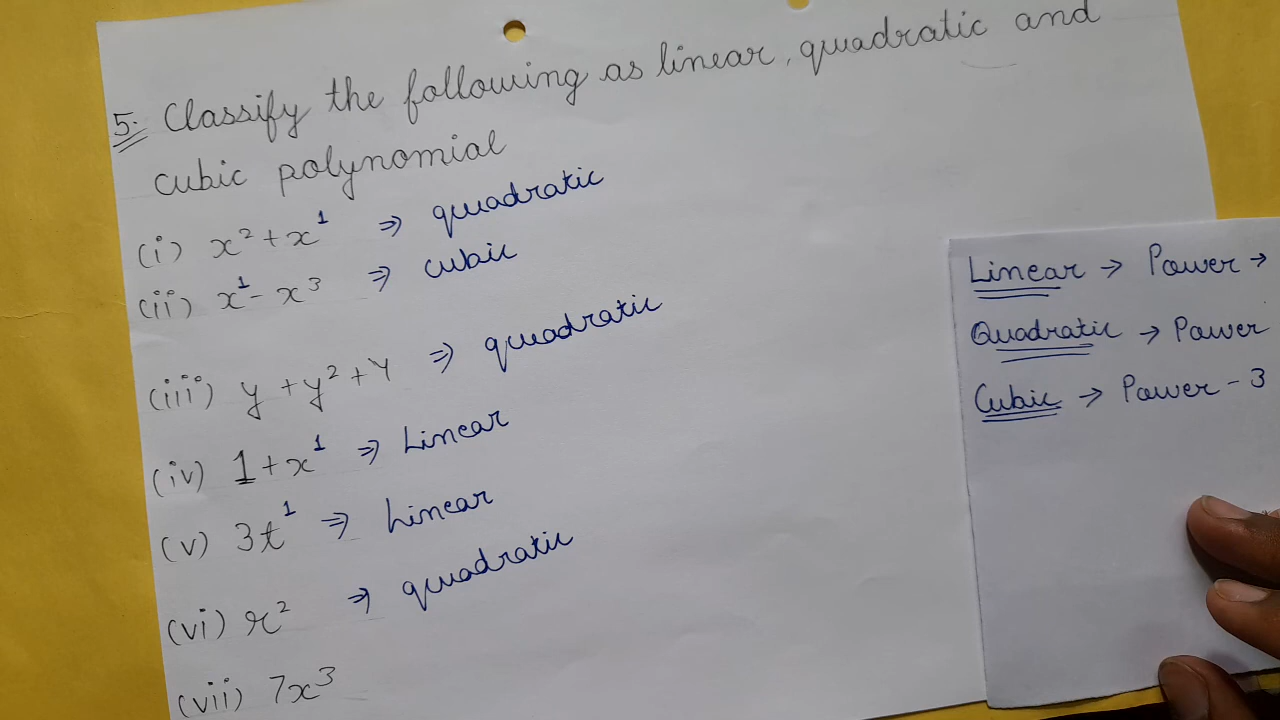 5. Classify the following as linear, quadratic and
cubic polynomial
(i) x² + x¹ ⇒ quadratic
(ii) x¹ - x³ ⇒ cubic
(iii) y + y² + 4 ⇒ quadratic
(iv) 1 + x¹ ⇒ Linear
(v) 3t¹ ⇒ Linear
(vi) r² ⇒ quadratic
(vii) 7x³
Linear → Power →
Quadratic → Power
Cubic → Power - 3